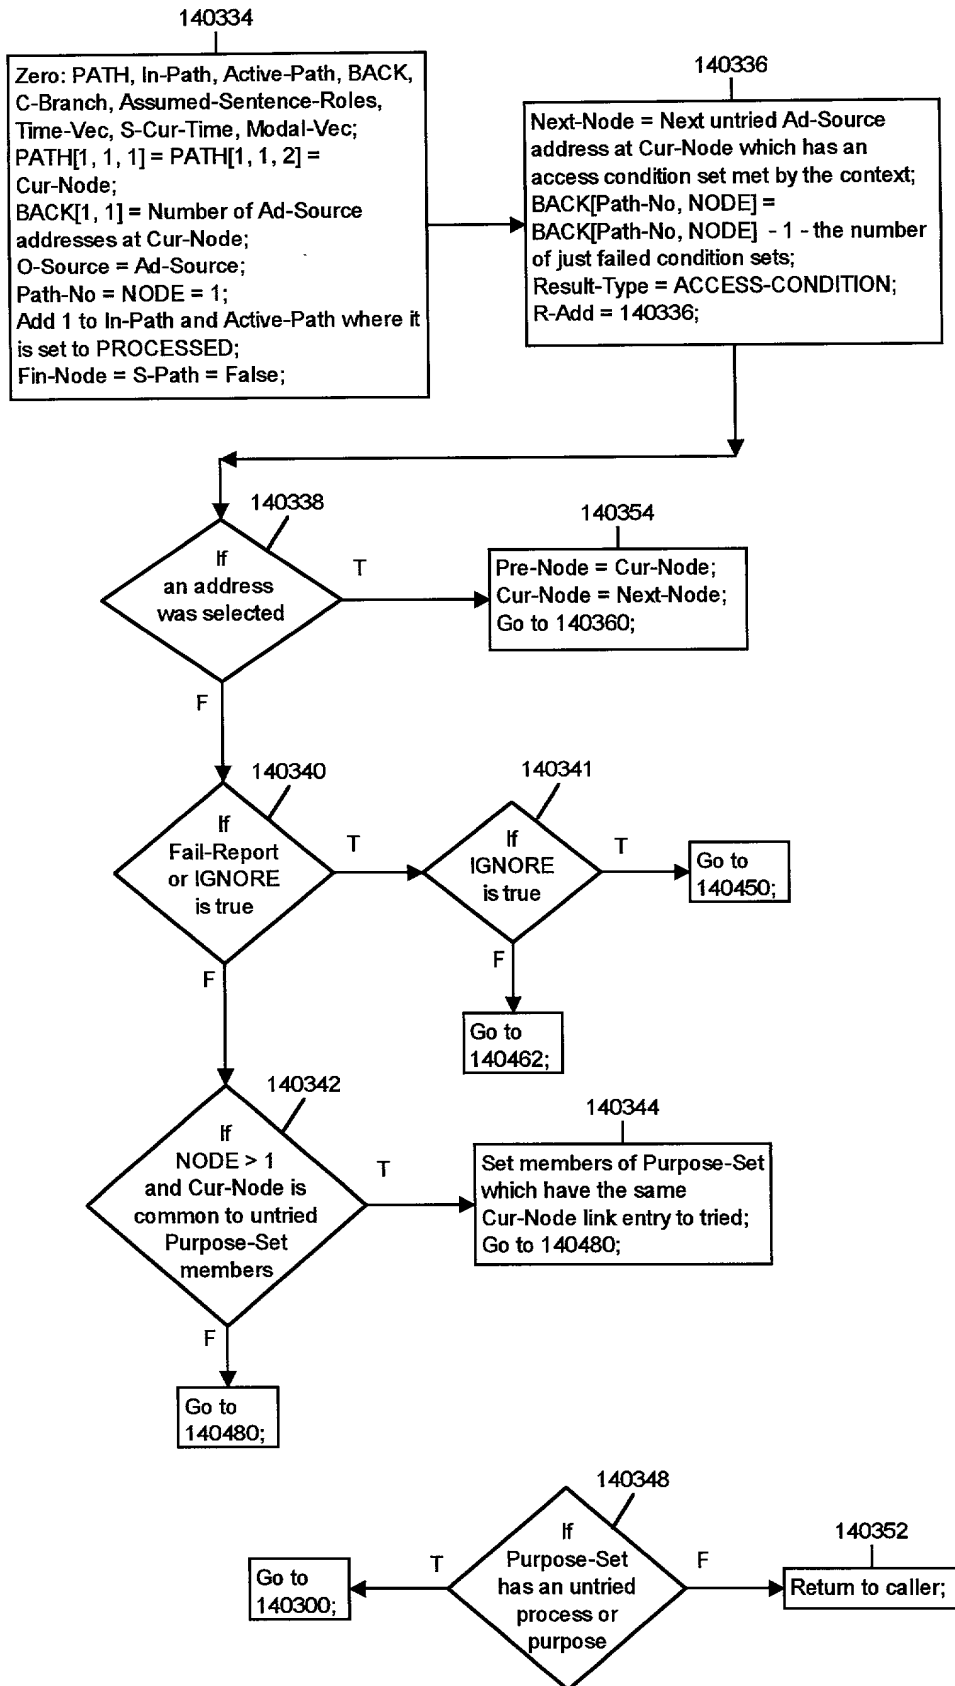 140334
Zero: PATH, In-Path, Active-Path, BACK,
C-Branch, Assumed-Sentence-Roles,
Time-Vec, S-Cur-Time, Modal-Vec;
PATH[1, 1, 1] = PATH[1, 1, 2] =
Cur-Node;
BACK[1, 1] = Number of Ad-Source
addresses at Cur-Node;
O-Source = Ad-Source;
Path-No = NODE = 1;
Add 1 to In-Path and Active-Path where it
is set to PROCESSED;
Fin-Node = S-Path = False;
140336
Next-Node = Next untried Ad-Source
address at Cur-Node which has an
access condition set met by the context;
BACK[Path-No, NODE] =
BACK[Path-No, NODE] - 1 - the number
of just failed condition sets;
Result-Type = ACCESS-CONDITION;
R-Add = 140336;
140338
If
an address
was selected
T
140354
Pre-Node = Cur-Node;
Cur-Node = Next-Node;
Go to 140360;
F
140340
If
Fail-Report
or IGNORE
is true
T
140341
If
IGNORE
is true
T
Go to
140450;
F
Go to
140462;
F
140342
If
NODE > 1
and Cur-Node is
common to untried
Purpose-Set
members
T
140344
Set members of Purpose-Set
which have the same
Cur-Node link entry to tried;
Go to 140480;
F
Go to
140480;
140348
If
Purpose-Set
has an untried
process or
purpose
T
Go to
140300;
F
140352
Return to caller;